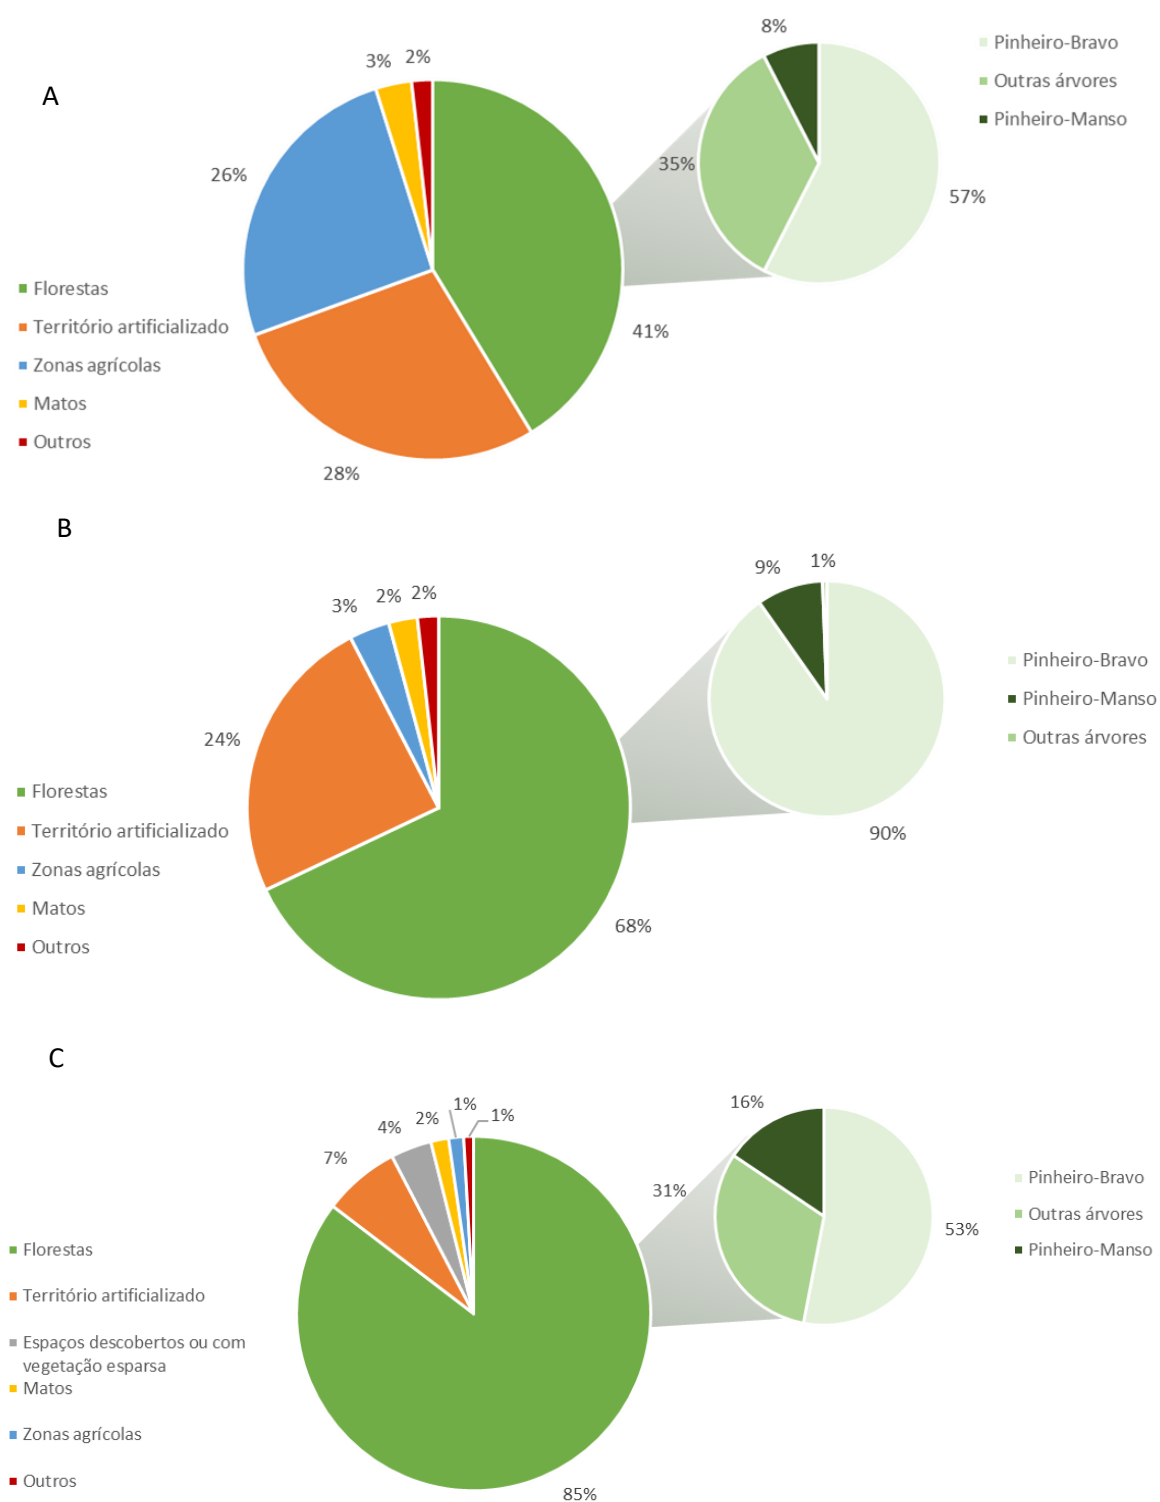 A
3%
2%
26%
28%
41%
Florestas
Território artificializado
Zonas agrícolas
Matos
Outros
8%
35%
57%
Pinheiro-Bravo
Outras árvores
Pinheiro-Manso
B
3%
2%
2%
24%
68%
Florestas
Território artificializado
Zonas agrícolas
Matos
Outros
9%
1%
90%
Pinheiro-Bravo
Pinheiro-Manso
Outras árvores
C
7%
4%
2%
1%
1%
85%
Florestas
Território artificializado
Espaços descobertos ou com
vegetação esparsa
Matos
Zonas agrícolas
Outros
16%
31%
53%
Pinheiro-Bravo
Outras árvores
Pinheiro-Manso